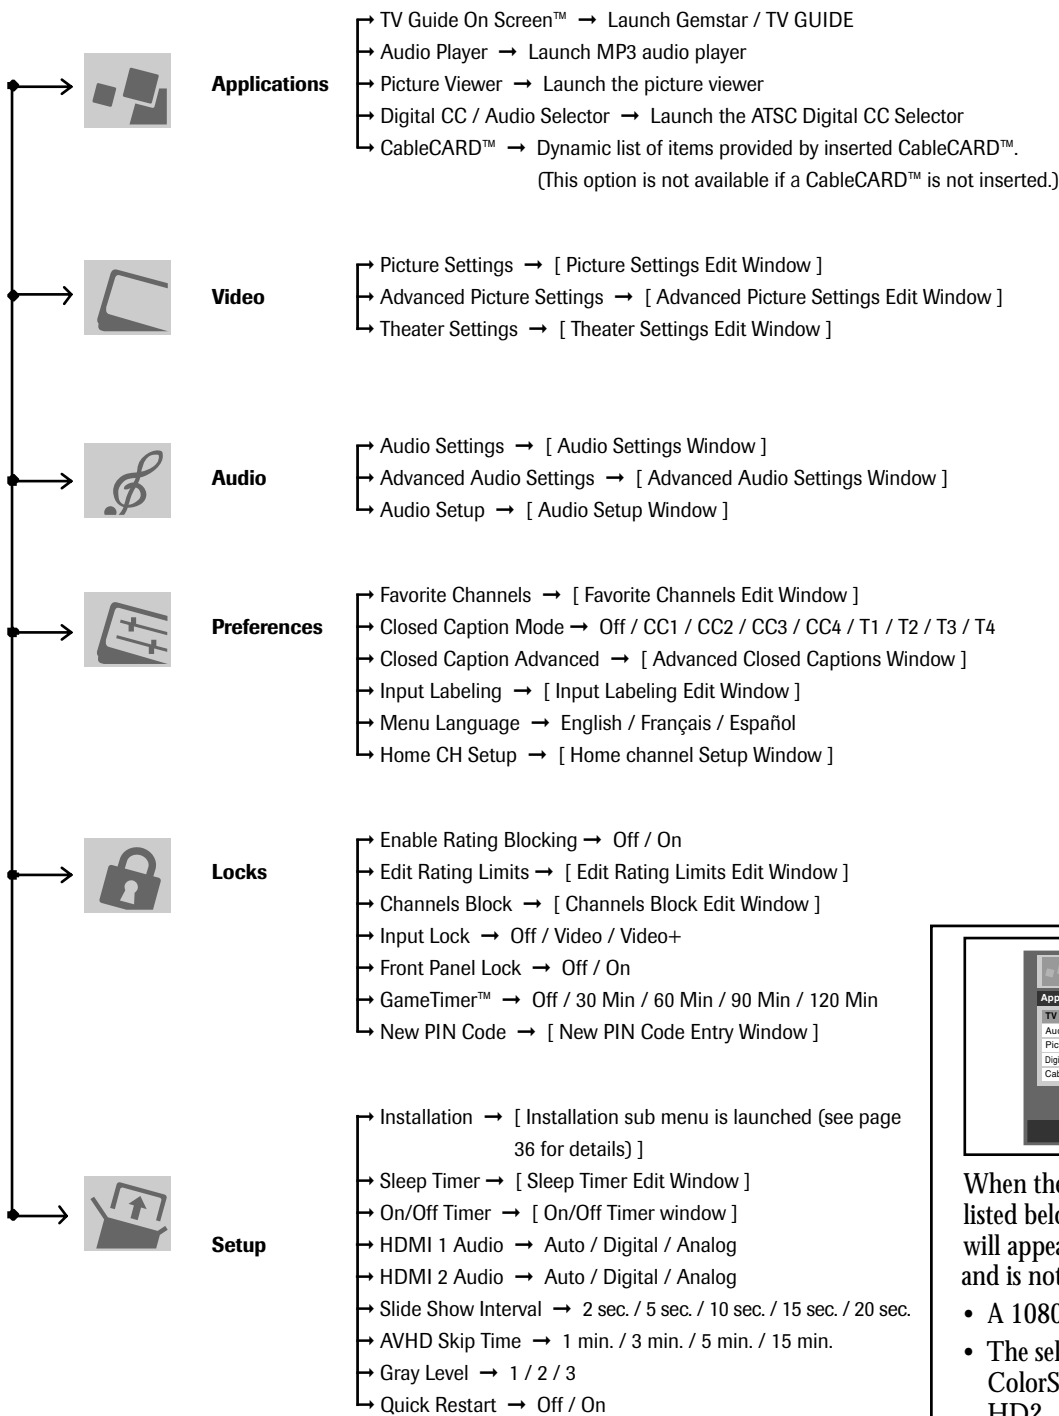 TV Guide On Screen™ → Launch Gemstar / TV GUIDE
Audio Player → Launch MP3 audio player
Applications
Picture Viewer → Launch the picture viewer
Digital CC / Audio Selector → Launch the ATSC Digital CC Selector
CableCARD™ → Dynamic list of items provided by inserted CableCARD™.
(This option is not available if a CableCARD™ is not inserted.)
Picture Settings → [ Picture Settings Edit Window ]
Video
Advanced Picture Settings → [ Advanced Picture Settings Edit Window ]
Theater Settings → [ Theater Settings Edit Window ]
Audio Settings → [ Audio Settings Window ]
Audio
Advanced Audio Settings → [ Advanced Audio Settings Window ]
Audio Setup → [ Audio Setup Window ]
Favorite Channels → [ Favorite Channels Edit Window ]
Preferences
Closed Caption Mode → Off / CC1 / CC2 / CC3 / CC4 / T1 / T2 / T3 / T4
Closed Caption Advanced → [ Advanced Closed Captions Window ]
Input Labeling → [ Input Labeling Edit Window ]
Menu Language → English / Français / Español
Home CH Setup → [ Home channel Setup Window ]
Enable Rating Blocking → Off / On
Locks
Edit Rating Limits → [ Edit Rating Limits Edit Window ]
Channels Block → [ Channels Block Edit Window ]
Input Lock → Off / Video / Video+
Front Panel Lock → Off / On
GameTimer™ → Off / 30 Min / 60 Min / 90 Min / 120 Min
New PIN Code → [ New PIN Code Entry Window ]
Installation → [ Installation sub menu is launched (see page
36 for details) ]
Sleep Timer → [ Sleep Timer Edit Window ]
On/Off Timer → [ On/Off Timer window ]
Setup
HDMI 1 Audio → Auto / Digital / Analog
HDMI 2 Audio → Auto / Digital / Analog
Slide Show Interval → 2 sec. / 5 sec. / 10 sec. / 15 sec. / 20 sec.
AVHD Skip Time → 1 min. / 3 min. / 5 min. / 15 min.
Gray Level → 1 / 2 / 3
Quick Restart → Off / On
App
TV
Au
Pic
Digi
Cab
When the
listed belo
will appea
and is not
• A 1080
• The sel
ColorS
HD2